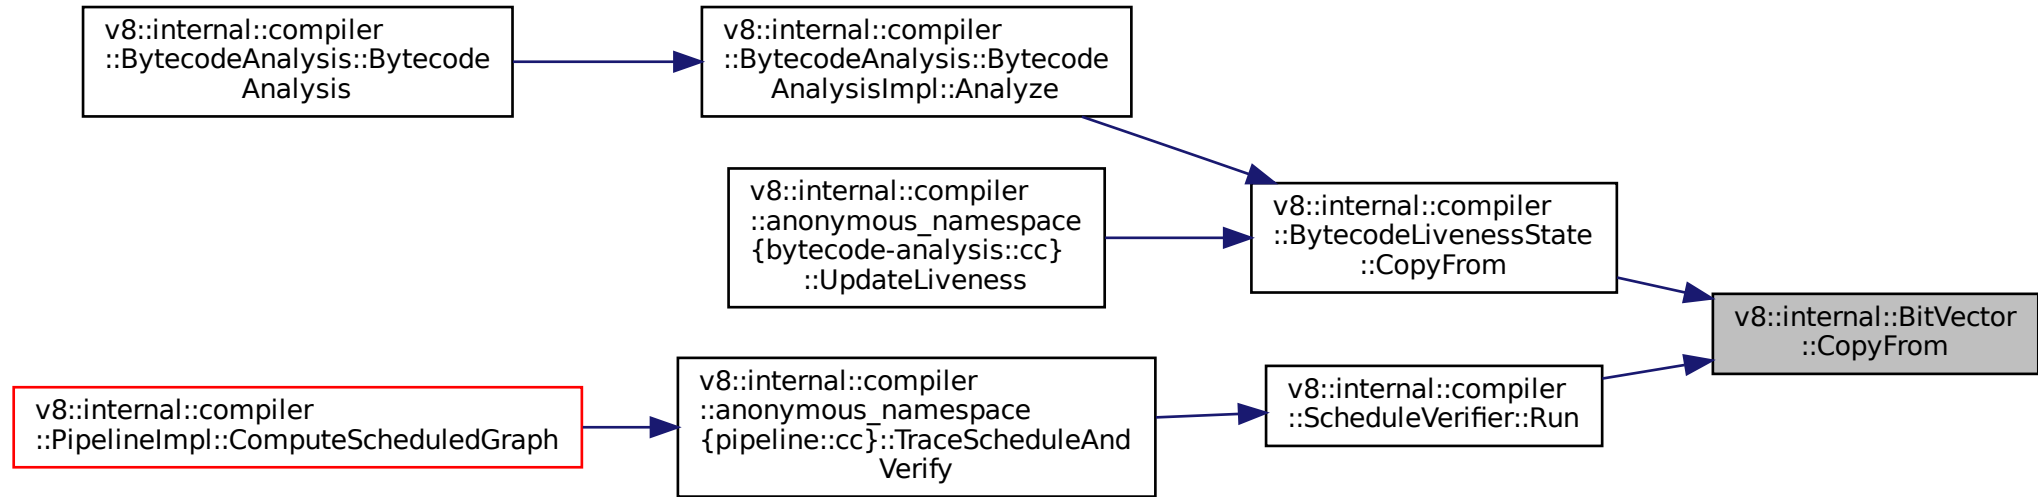 v8::internal::compiler
::BytecodeAnalysis::Bytecode
Analysis
v8::internal::compiler
::BytecodeAnalysis::Bytecode
AnalysisImpl::Analyze
v8::internal::compiler
::anonymous_namespace
{bytecode-analysis::cc}
::UpdateLiveness
v8::internal::compiler
::BytecodeLivenessState
::CopyFrom
v8::internal::BitVector
::CopyFrom
v8::internal::compiler
::PipelineImpl::ComputeScheduledGraph
v8::internal::compiler
::anonymous_namespace
{pipeline::cc}::TraceScheduleAnd
Verify
v8::internal::compiler
::ScheduleVerifier::Run